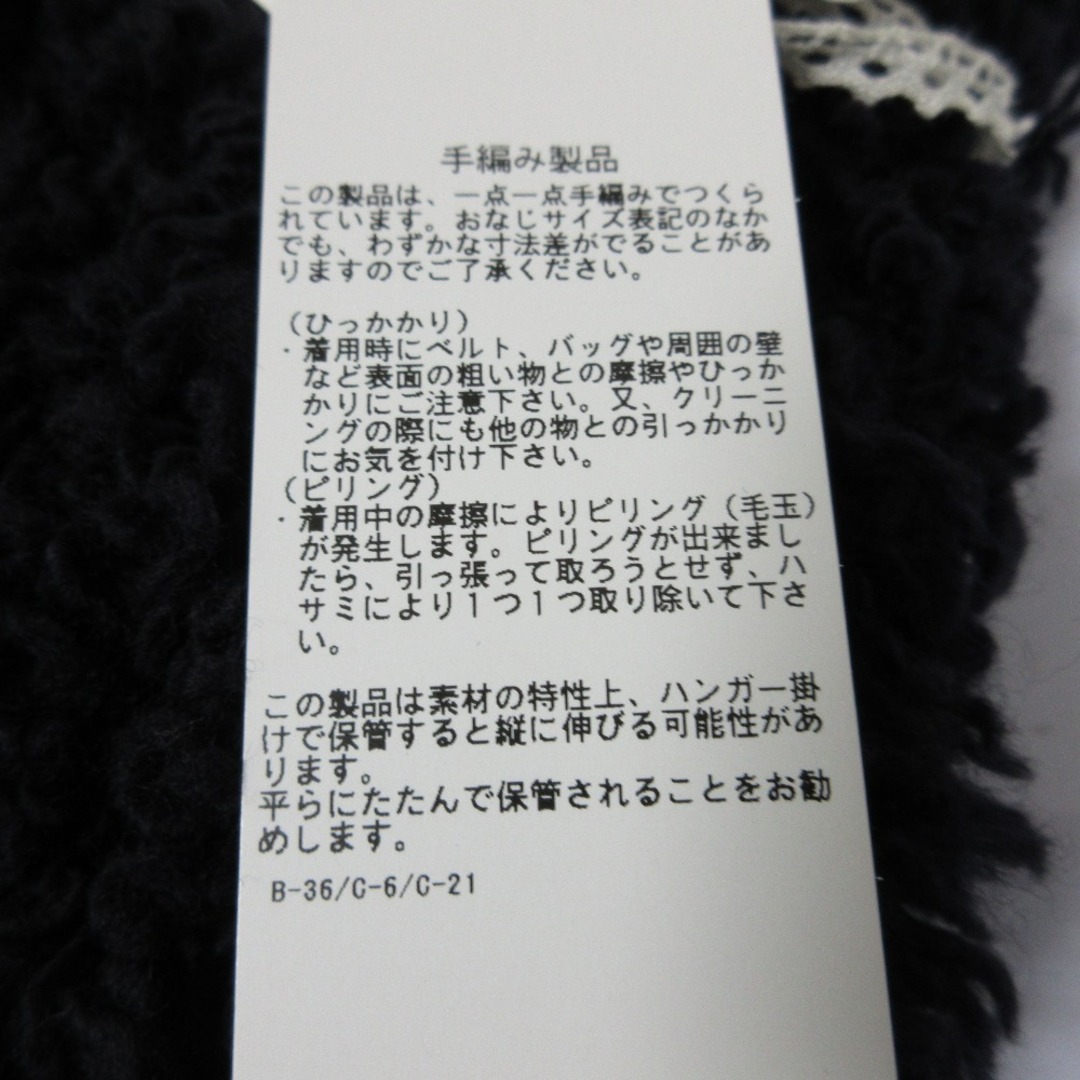 手編み製品
この製品は、一点一点手編みでつくら
れています。おなじサイズ表記のなか
でも、わずかな寸法差がでることがあ
りますのでご了承ください。
（ひっかかり）
・着用時にベルト、バッグや周囲の壁
など表面の粗い物との摩擦やひっか
かりにご注意下さい。又、クリーニ
ングの際にも他の物との引っかかり
にお気を付け下さい。
（ピリング）
・着用中の摩擦によりピリング（毛玉）
が発生します。ピリングが出来まし
たら、引っ張って取ろうとせず、ハ
サミにより1つ1つ取り除いて下さ
い。
この製品は素材の特性上、ハンガー掛
けで保管すると縦に伸びる可能性があ
ります。
平らにたたんで保管されることをお勧
めします。
B-36/C-6/C-21